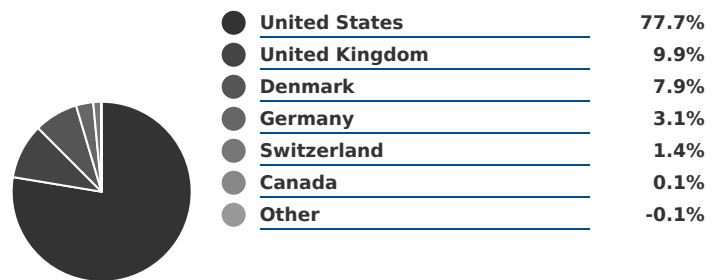 United States 77.7%
United Kingdom 9.9%
Denmark 7.9%
Germany 3.1%
Switzerland 1.4%
Canada 0.1%
Other -0.1%